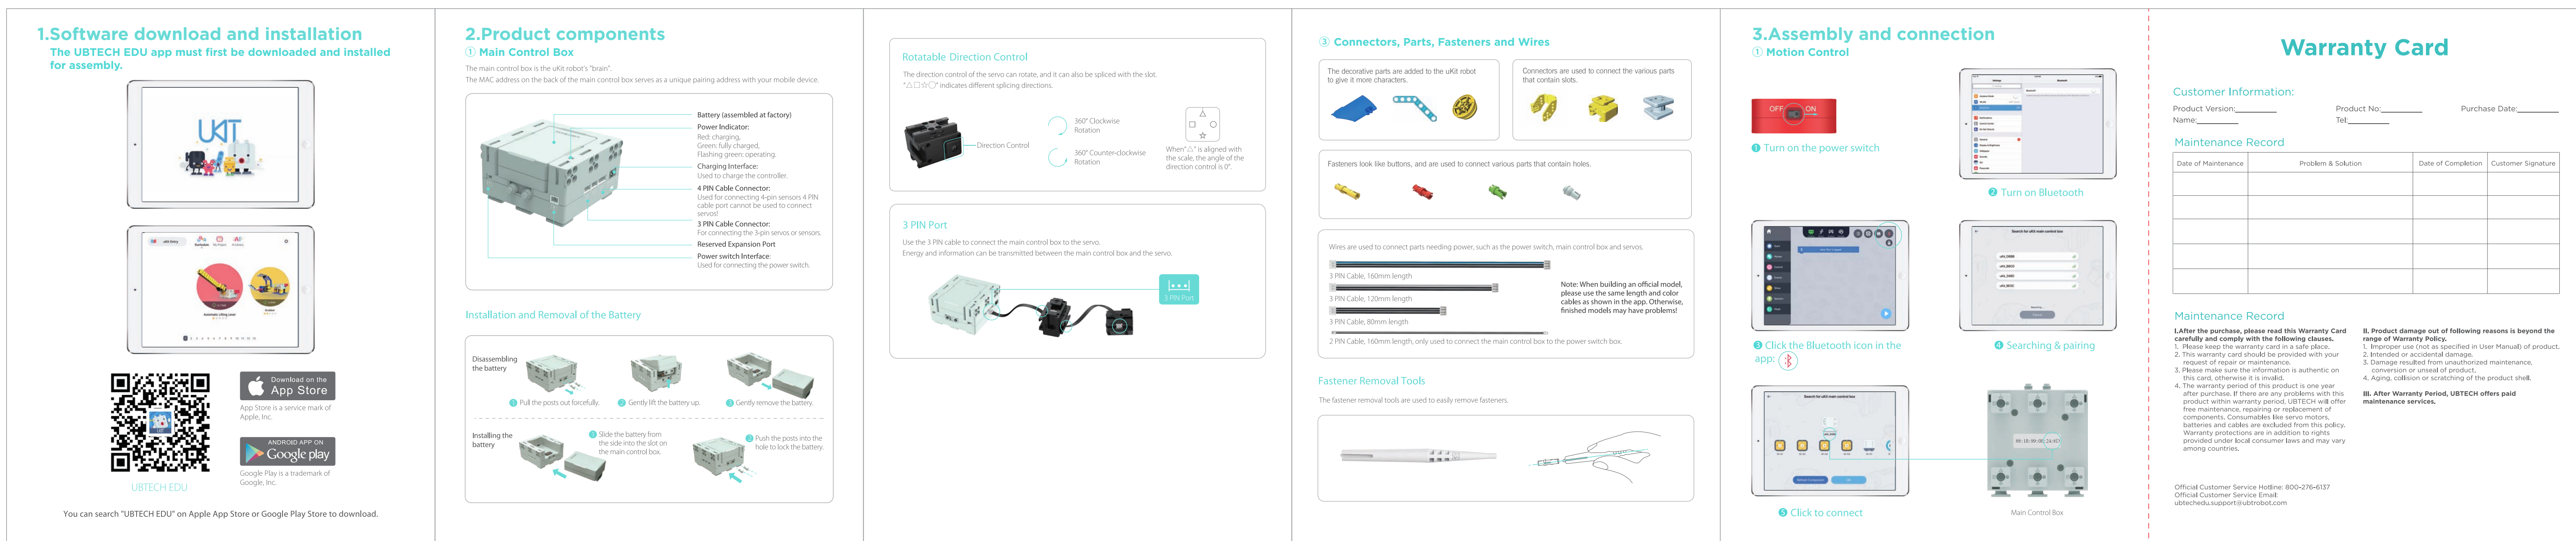 1.Software download and installation
The UBTECH EDU app must first be downloaded and installed
for assembly.
UKIT
Download on the
App Store
App Store is a service mark of
Apple, Inc.
ANDROID APP ON
Google play
Google Play is a trademark of
Google, Inc.
UBTECH EDU
You can search "UBTECH EDU" on Apple App Store or Google Play Store to download.
2.Product components
① Main Control Box
The main control box is the uKit robot's "brain".
The MAC address on the back of the main control box serves as a unique pairing address with your mobile device.
Battery (assembled at factory)
Power Indicator:
Red: charging,
Green: fully charged,
Flashing green: operating.
Charging Interface:
Used to charge the controller.
4 PIN Cable Connector:
Used for connecting 4-pin sensors 4 PIN
cable port cannot be used to connect
servos!
3 PIN Cable Connector:
For connecting the 3-pin servos or sensors.
Reserved Expansion Port
Power switch Interface:
Used for connecting the power switch.
Installation and Removal of the Battery
Disassembling
the battery
❶ Pull the posts out forcefully.
❷ Gently lift the battery up.
❸ Gently remove the battery.
Installing the
battery
❶ Slide the battery from
the side into the slot on
the main control box.
❷ Push the posts into the
hole to lock the battery.
Rotatable Direction Control
The direction control of the servo can rotate, and it can also be spliced with the slot.
"△□☆○" indicates different splicing directions.
Direction Control
360° Clockwise
Rotation
360° Counter-clockwise
Rotation
When"△" is aligned with
the scale, the angle of the
direction control is 0°.
3 PIN Port
Use the 3 PIN cable to connect the main control box to the servo.
Energy and information can be transmitted between the main control box and the servo.
3 PIN Port
③ Connectors, Parts, Fasteners and Wires
The decorative parts are added to the uKit robot
to give it more characters.
Connectors are used to connect the various parts
that contain slots.
Fasteners look like buttons, and are used to connect various parts that contain holes.
Wires are used to connect parts needing power, such as the power switch, main control box and servos.
3 PIN Cable, 160mm length
3 PIN Cable, 120mm length
3 PIN Cable, 80mm length
2 PIN Cable, 160mm length, only used to connect the main control box to the power switch box.
Note: When building an official model,
please use the same length and color
cables as shown in the app. Otherwise,
finished models may have problems!
Fastener Removal Tools
The fastener removal tools are used to easily remove fasteners.
3.Assembly and connection
① Motion Control
OFF ON
❶ Turn on the power switch
❷ Turn on Bluetooth
❸ Click the Bluetooth icon in the
app:
Search for uKit main control box
❹ Searching & pairing
Search for uKit main control box
❺ Click to connect
Main Control Box
Warranty Card
Customer Information:
Product Version:
Product No:
Purchase Date:
Name:
Tel:
Maintenance Record
Date of Maintenance
Problem & Solution
Date of Completion
Customer Signature
Maintenance Record
I.After the purchase, please read this Warranty Card
carefully and comply with the following clauses.
1. Please keep the warranty card in a safe place.
2. This warranty card should be provided with your
request of repair or maintenance.
3. Please make sure the information is authentic on
this card, otherwise it is invalid.
4. The warranty period of this product is one year
after purchase. If there are any problems with this
product within warranty period, UBTECH will offer
free maintenance, repairing or replacement of
components. Consumables like servo motors,
batteries and cables are excluded from this policy.
Warranty protections are in addition to rights
provided under local consumer laws and may vary
among countries.
II. Product damage out of following reasons is beyond the
range of Warranty Policy.
1. Improper use (not as specified in User Manual) of product.
2. Intended or accidental damage.
3. Damage resulted from unauthorized maintenance,
conversion or unseal of product.
4. Aging, collision or scratching of the product shell.
III. After Warranty Period, UBTECH offers paid
maintenance services.
Official Customer Service Hotline: 800-276-6137
Official Customer Service Email:
ubtechedu.support@ubtrobot.com